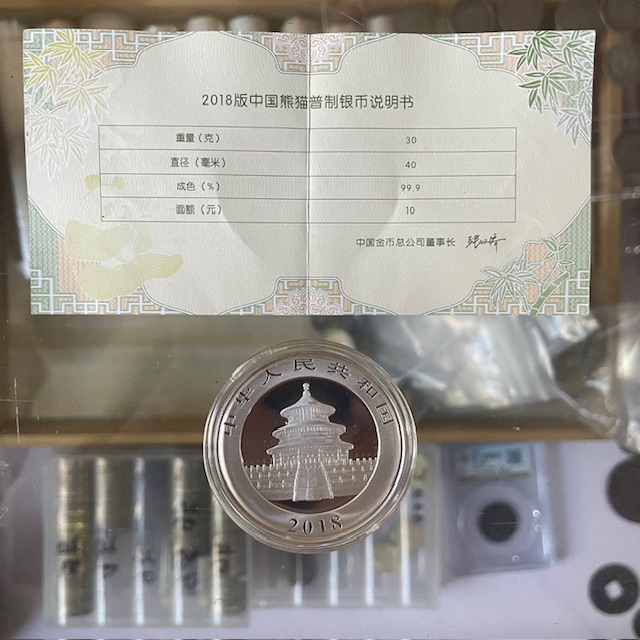 2018版中国熊猫普制银币说明书
重量（克） 30
直径（毫米） 40
成色（%） 99.9
面额（元） 10
中国金币总公司董事长
中华人民共和国
2018